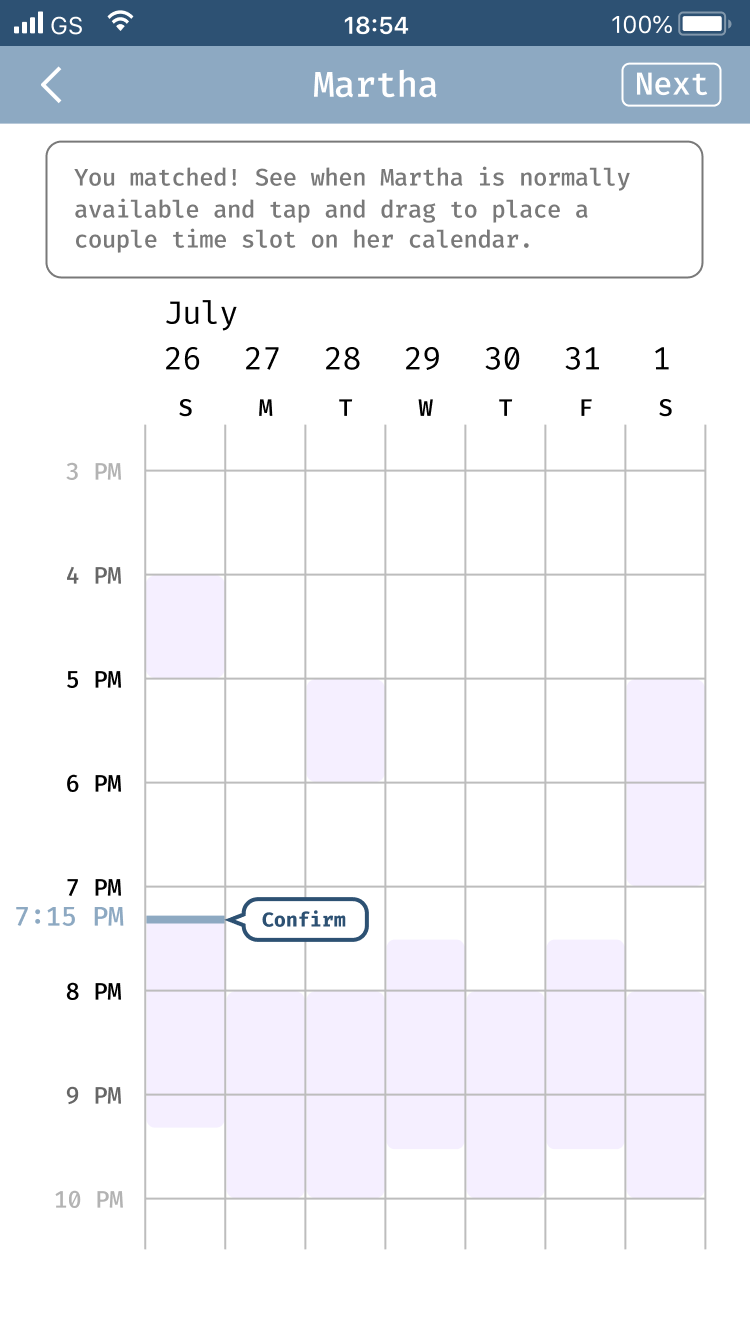 GS 18:54 100%
Martha Next
You matched! See when Martha is normally
available and tap and drag to place a
couple time slot on her calendar.
July
26 27 28 29 30 31 1
S M T W T F S
3 PM
4 PM
5 PM
6 PM
7 PM
7:15 PM Confirm
8 PM
9 PM
10 PM